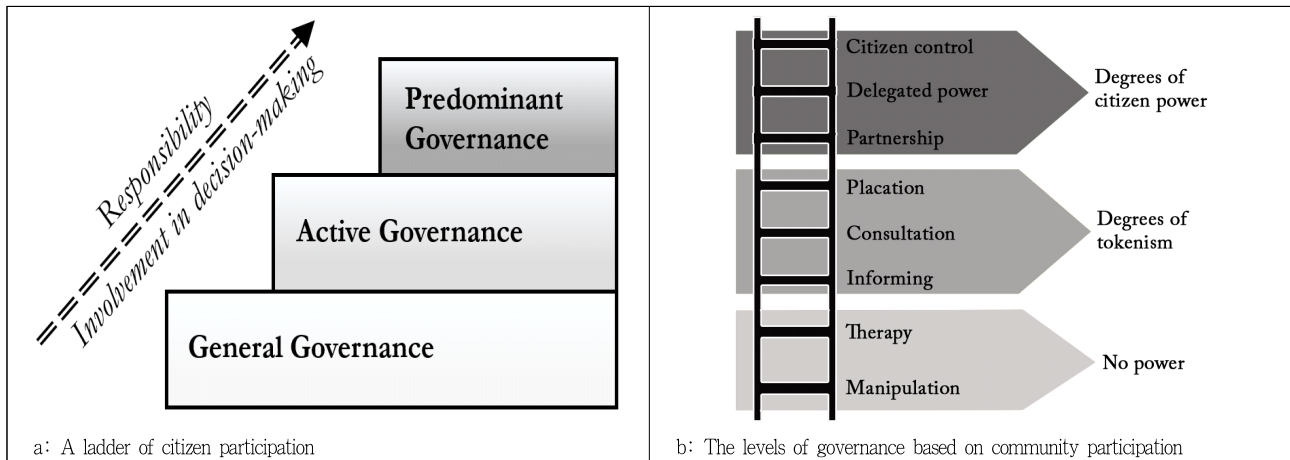 Responsibility
Involvement in decision-making
Predominant
Governance
Active Governance
General Governance
a: A ladder of citizen participation
Citizen control
Delegated power
Partnership
Degrees of
citizen power
Placation
Consultation
Informing
Degrees of
tokenism
Therapy
Manipulation
No power
b: The levels of governance based on community participation